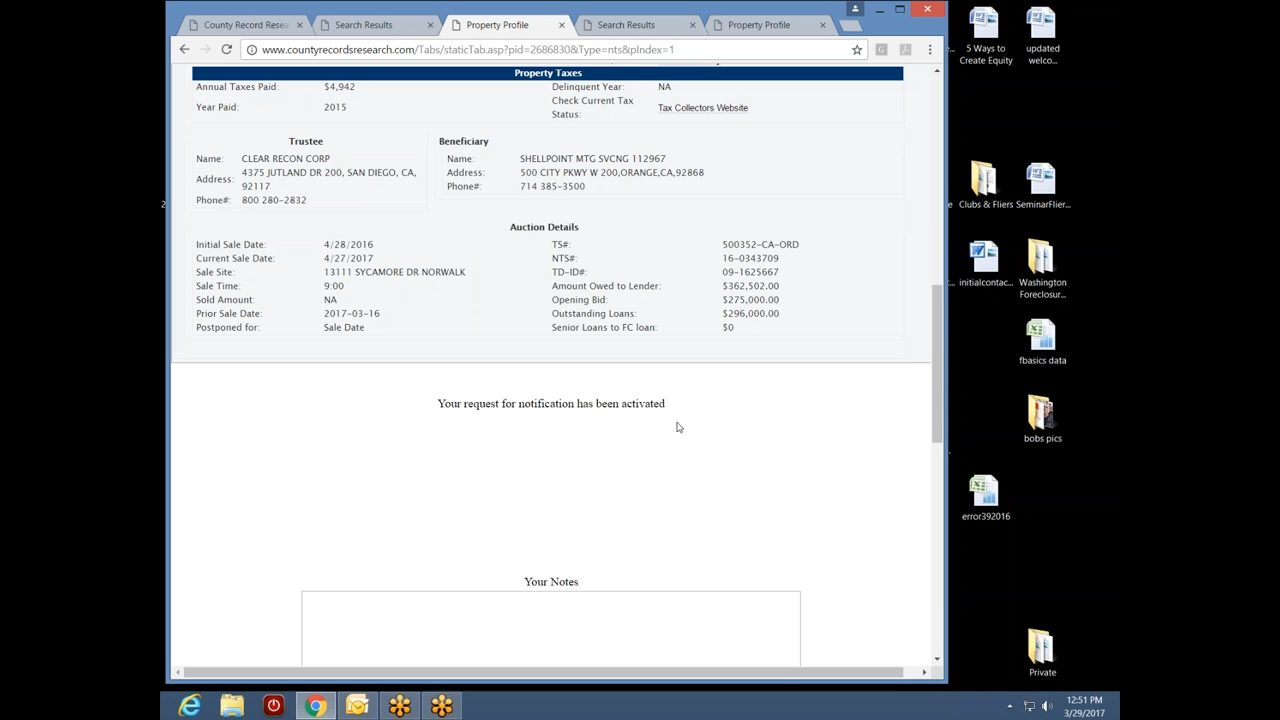 County Record Rese
Search Results
Property Profile
Search Results
Property Profile
www.countyrecordsresearch.com/Tabs/staticTab.asp?pid=2686830&Type=nts&pIndex=1
Property Taxes
Annual Taxes Paid: $4,942 Delinquent Year: NA
Year Paid: 2015 Check Current Tax Status: Tax Collectors Website
Trustee
Name: CLEAR RECON CORP
Address: 4375 JUTLAND DR 200, SAN DIEGO, CA, 92117
Phone#: 800 280-2832
Beneficiary
Name: SHELLPOINT MTG SVCNG 112967
Address: 500 CITY PKWY W 200,ORANGE,CA,92868
Phone#: 714 385-3500
Auction Details
Initial Sale Date: 4/28/2016 TS#: 500352-CA-ORD
Current Sale Date: 4/27/2017 NTS#: 16-0343709
Sale Site: 13111 SYCAMORE DR NORWALK TD-ID#: 09-1625667
Sale Time: 9:00 Amount Owed to Lender: $362,502.00
Sold Amount: NA Opening Bid: $275,000.00
Prior Sale Date: 2017-03-16 Outstanding Loans: $296,000.00
Postponed for: Sale Date Senior Loans to FC loan: $0
Your request for notification has been activated
Your Notes
5 Ways to
Create Equity
updated
welco...
Clubs & Fliers
SeminarFlier...
initialcontac...
Washington
Foreclosur...
fbasics data
bobs pics
error392016
Private
12:51 PM
3/29/2017